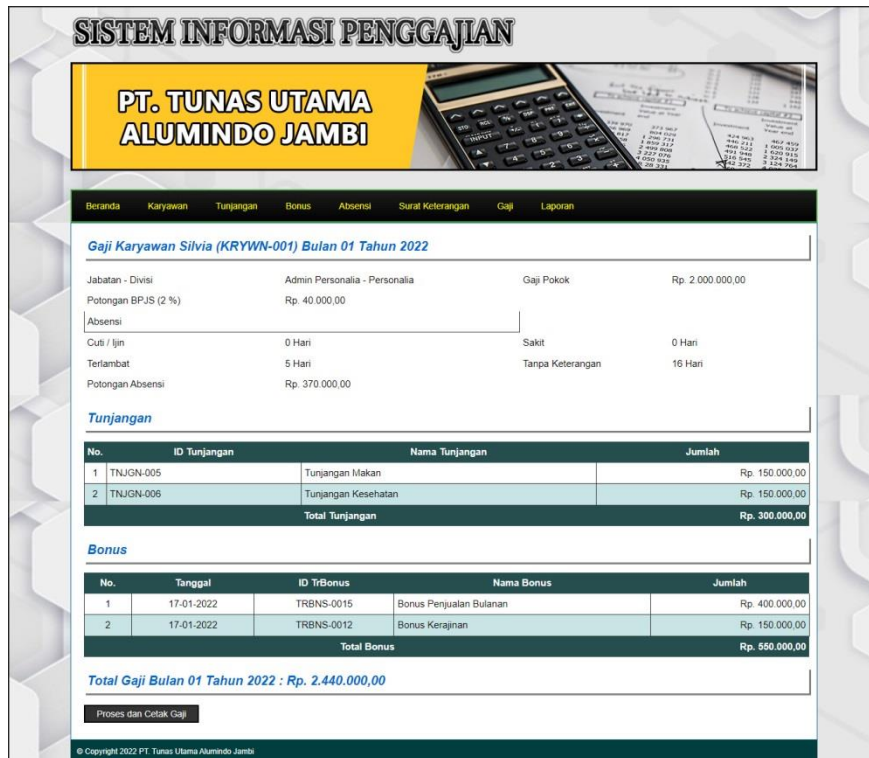 SISTEM INFORMASI PENGGAJIAN
PT. TUNAS UTAMA
ALUMINDO JAMBI
Beranda Karyawan Tunjangan Bonus Absensi Surat Keterangan Gaji Laporan
Gaji Karyawan Silvia (KRYWN-001) Bulan 01 Tahun 2022
Jabatan - Divisi Admin Personalia - Personalia Gaji Pokok Rp. 2.000.000,00
Potongan BPJS (2 %) Rp. 40.000,00
Absensi
Cuti / Ijin 0 Hari Sakit 0 Hari
Terlambat 5 Hari Tanpa Keterangan 16 Hari
Potongan Absensi Rp. 370.000,00
Tunjangan
No. ID Tunjangan Nama Tunjangan Jumlah
1 TNJGN-005 Tunjangan Makan Rp. 150.000,00
2 TNJGN-006 Tunjangan Kesehatan Rp. 150.000,00
Total Tunjangan Rp. 300.000,00
Bonus
No. Tanggal ID TrBonus Nama Bonus Jumlah
1 17-01-2022 TRBNS-0015 Bonus Penjualan Bulanan Rp. 400.000,00
2 17-01-2022 TRBNS-0012 Bonus Kerajinan Rp. 150.000,00
Total Bonus Rp. 550.000,00
Total Gaji Bulan 01 Tahun 2022 : Rp. 2.440.000,00
Proses dan Cetak Gaji
© Copyright 2022 PT. Tunas Utama Alumindo Jambi